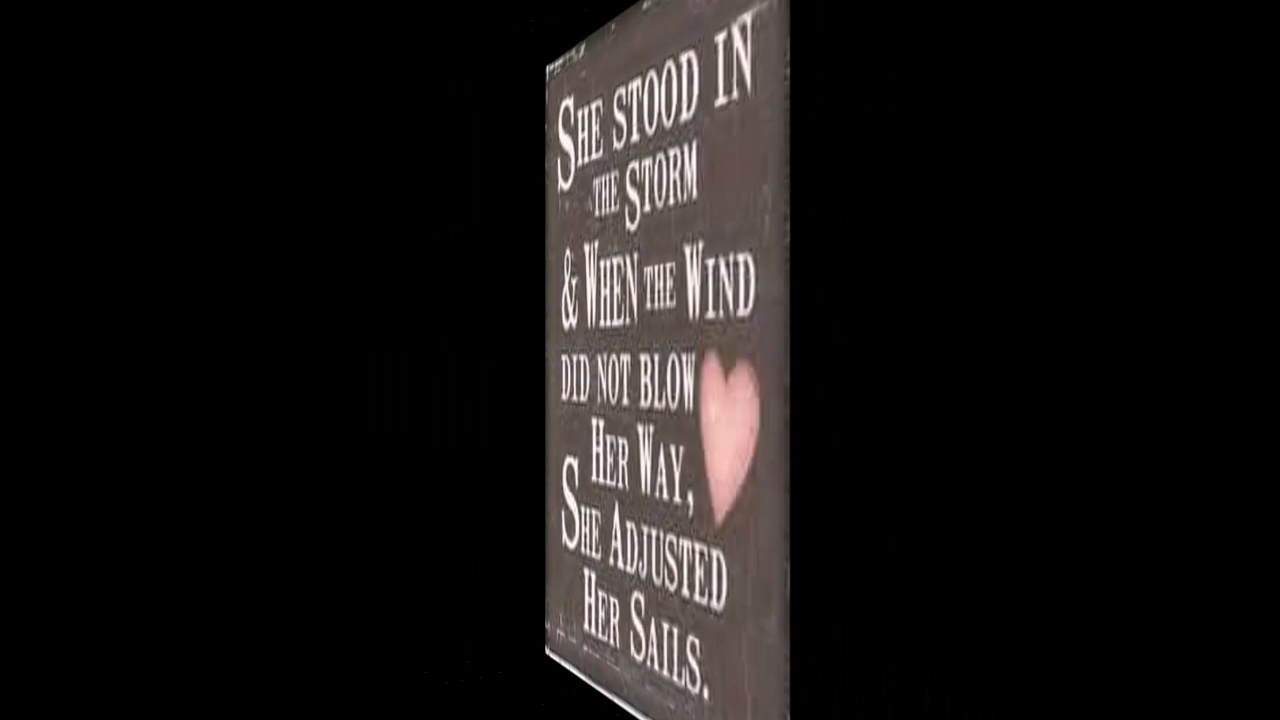 She stood in
the Storm
& When the Wind
did not blow
Her Way,
She Adjusted
Her Sails.